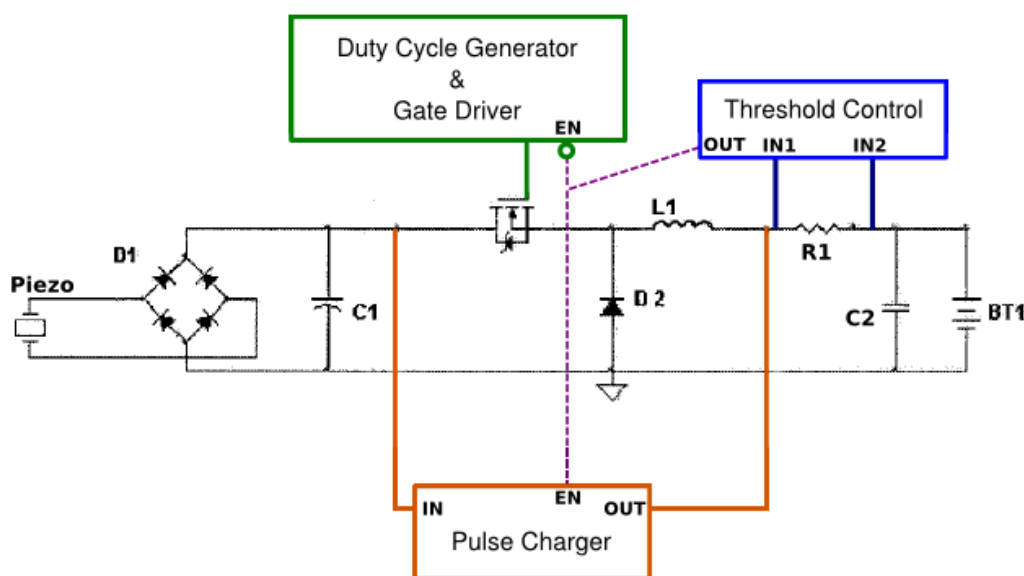 Duty Cycle Generator
&
Gate Driver
EN
Threshold Control
OUT IN1 IN2
L1
R1
D1
Piezo
C1
D 2
C2
BT1
IN
EN
OUT
Pulse Charger